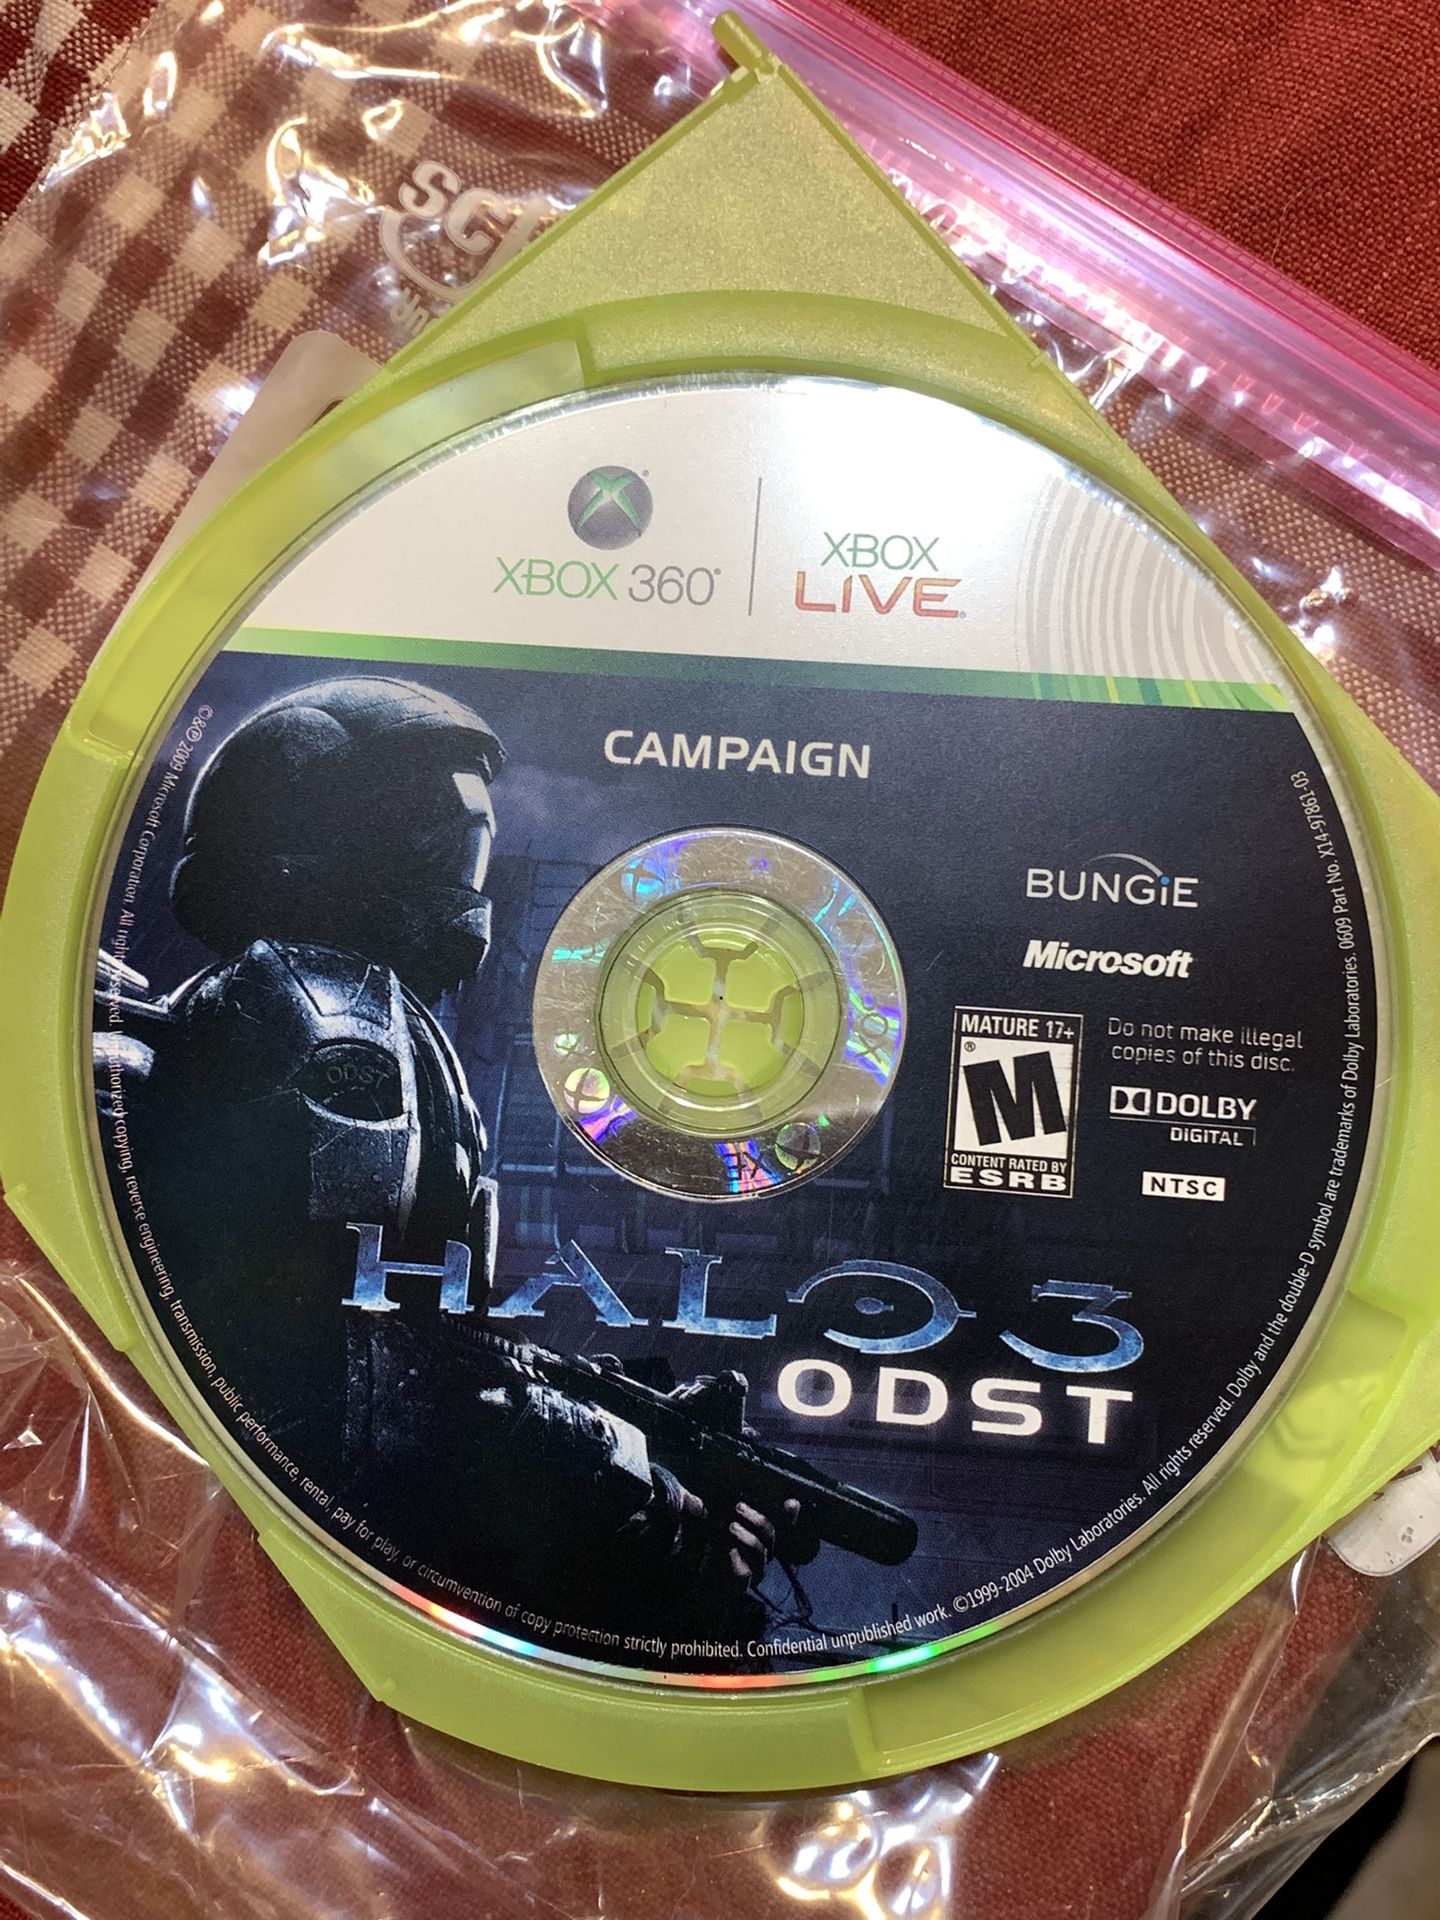 XBOX 360
XBOX
LIVE
CAMPAIGN
BUNGiE
Microsoft
MATURE 17+
M
CONTENT RATED BY
ESRB
Do not make illegal
copies of this disc.
DOLBY
DIGITAL
NTSC
ODST
HALO 3
ODST
©&℗ 2009 Microsoft Corporation. All rights reserved. Unauthorized copying, reverse engineering, transmission, public performance, rental, pay for play, or circumvention of copy protection strictly prohibited. Confidential unpublished work. ©1999-2004 Dolby Laboratories. All rights reserved. Dolby and the double-D symbol are trademarks of Dolby Laboratories. 0609 Part No. X14-97861-03